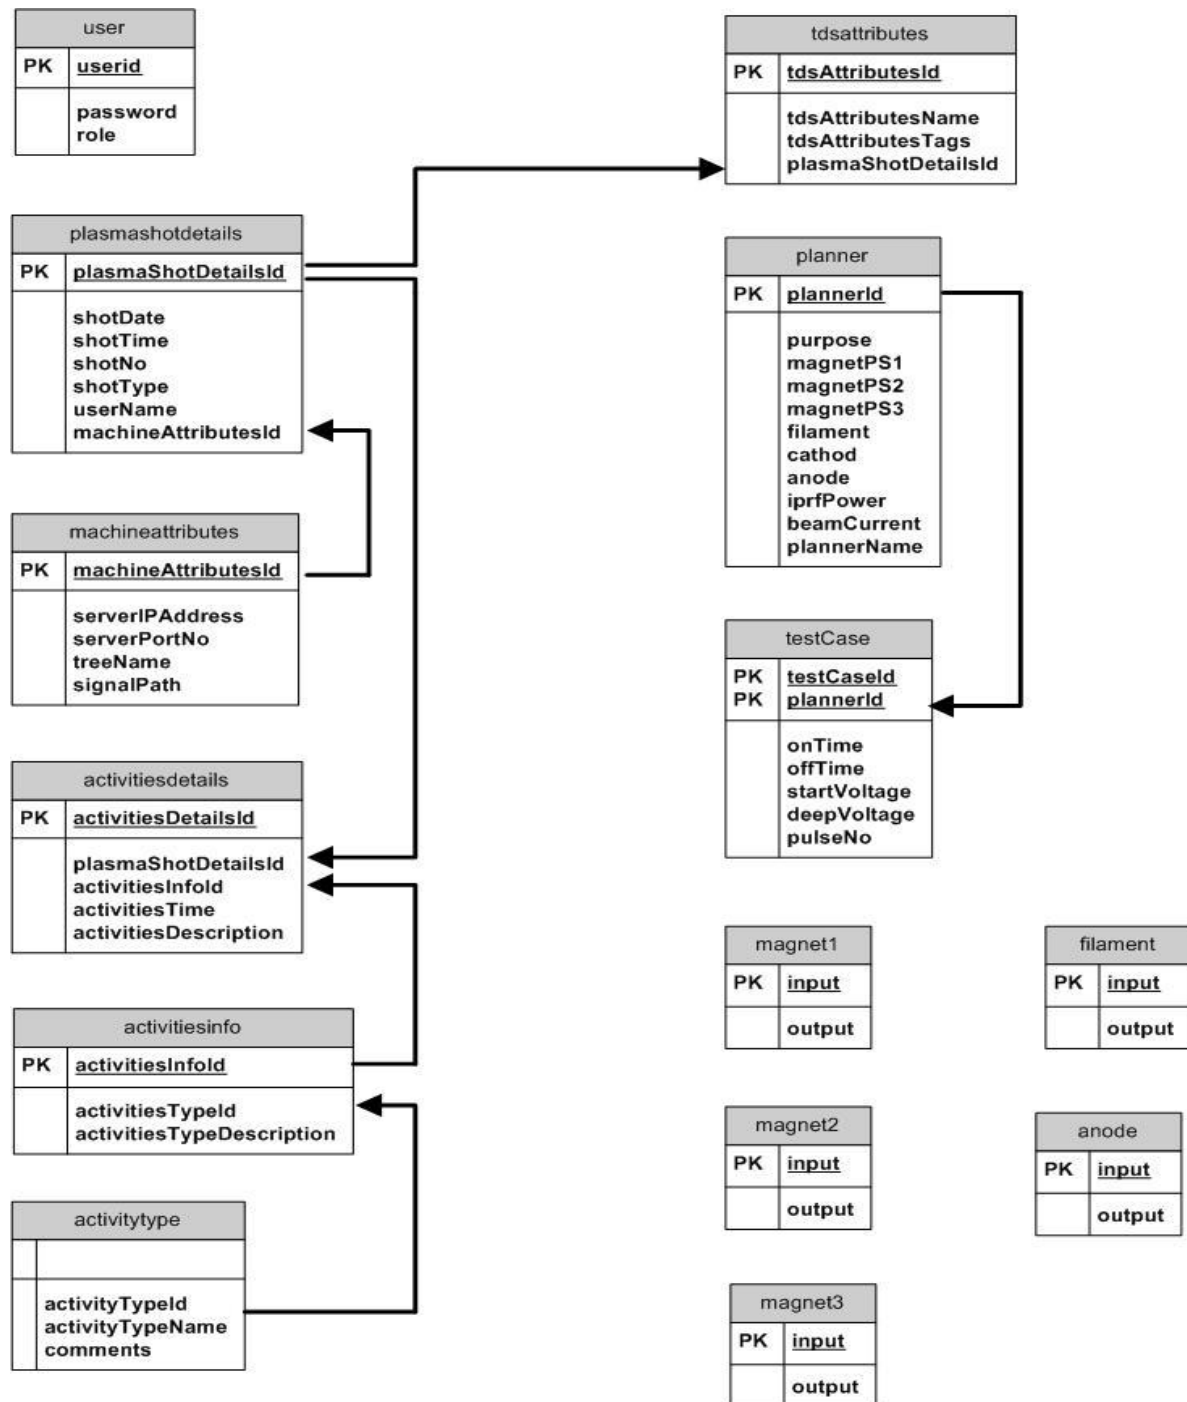 user
PK userid
password
role
plasmashotdetails
PK plasmaShotDetailsId
shotDate
shotTime
shotNo
shotType
userName
machineAttributesId
machineattributes
PK machineAttributesId
serverIPAddress
serverPortNo
treeName
signalPath
activitiesdetails
PK activitiesDetailsId
plasmaShotDetailsId
activitiesInfoId
activitiesTime
activitiesDescription
activitiesinfo
PK activitiesInfoId
activitiesTypeId
activitiesTypeDescription
activitytype
activityTypeId
activityTypeName
comments
tdsattributes
PK tdsAttributesId
tdsAttributesName
tdsAttributesTags
plasmaShotDetailsId
planner
PK plannerId
purpose
magnetPS1
magnetPS2
magnetPS3
filament
cathod
anode
iprfPower
beamCurrent
plannerName
testCase
PK testCaseId
PK plannerId
onTime
offTime
startVoltage
deepVoltage
pulseNo
magnet1
PK input
output
filament
PK input
output
magnet2
PK input
output
anode
PK input
output
magnet3
PK input
output